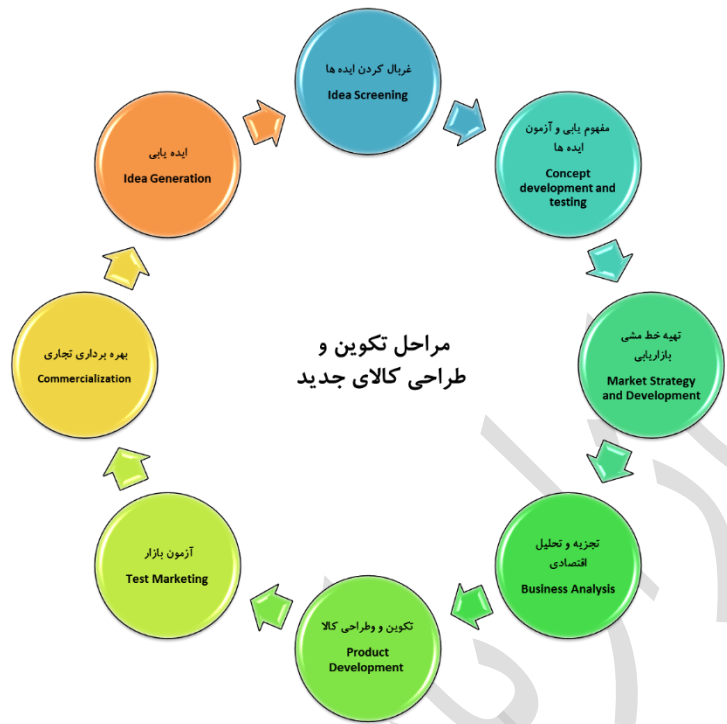 غربال کردن ایده ها
Idea Screening
مفهوم یابی و آزمون
ایده ها
Concept
development and
testing
تهیه خط مشی
بازاریابی
Market Strategy
and Development
تجزیه و تحلیل
اقتصادی
Business Analysis
تکوین و وطراحی کالا
Product
Development
آزمون بازار
Test Marketing
بهره برداری تجاری
Commercialization
ایده یابی
Idea Generation
مراحل تکوین و
طراحی کالای جدید